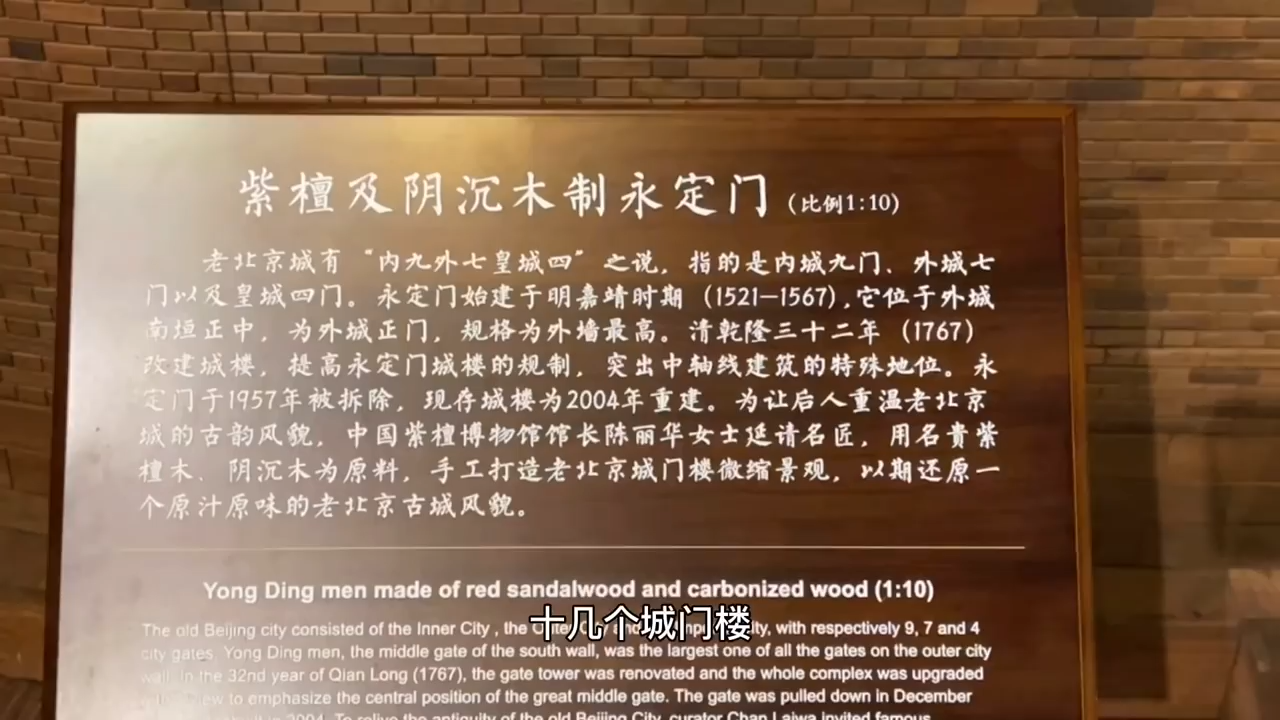 紫檀及阴沉木制永定门(比例1:10)
老北京城有“内九外七皇城四”之说，指的是内城九门、外城七
门以及皇城四门。永定门始建于明嘉靖时期（1521—1567),它位于外城
南垣正中，为外城正门，规格为外墙最高。清乾隆三十二年（1767）
改建城楼，提高永定门城楼的规制，突出中轴线建筑的特殊地位。永
定门于1957年被拆除，现存城楼为2004年重建。为让后人重温老北京
城的古韵风貌，中国紫檀博物馆馆长陈丽华女士延请名匠，用名贵紫
檀木、阴沉木为原料，手工打造老北京城门楼微缩景观，以期还原一
个原汁原味的老北京古城风貌。
Yong Ding men made of red sandalwood and carbonized wood (1:10)
十几个城门楼
The old Beijing city consisted of the Inner City , the with respectively 9, 7 and 4
city gates. Yong Ding men, the middle gate of the south wall, was the largest one of all the gates on the outer city
In the 32nd year of Qian Long (1767), the gate tower was renovated and the whole complex was upgraded
to emphasize the central position of the great middle gate. The gate was pulled down in December
in 2004. To relive the antiquity of the old Beijing City, curator Chan Laiwa invited famous